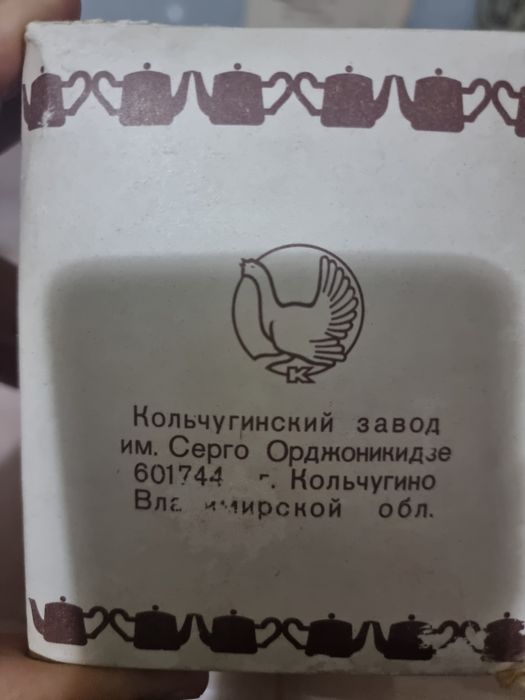 К
Кольчугинский завод
им. Серго Орджоникидзе
601744 г. Кольчугино
обл.